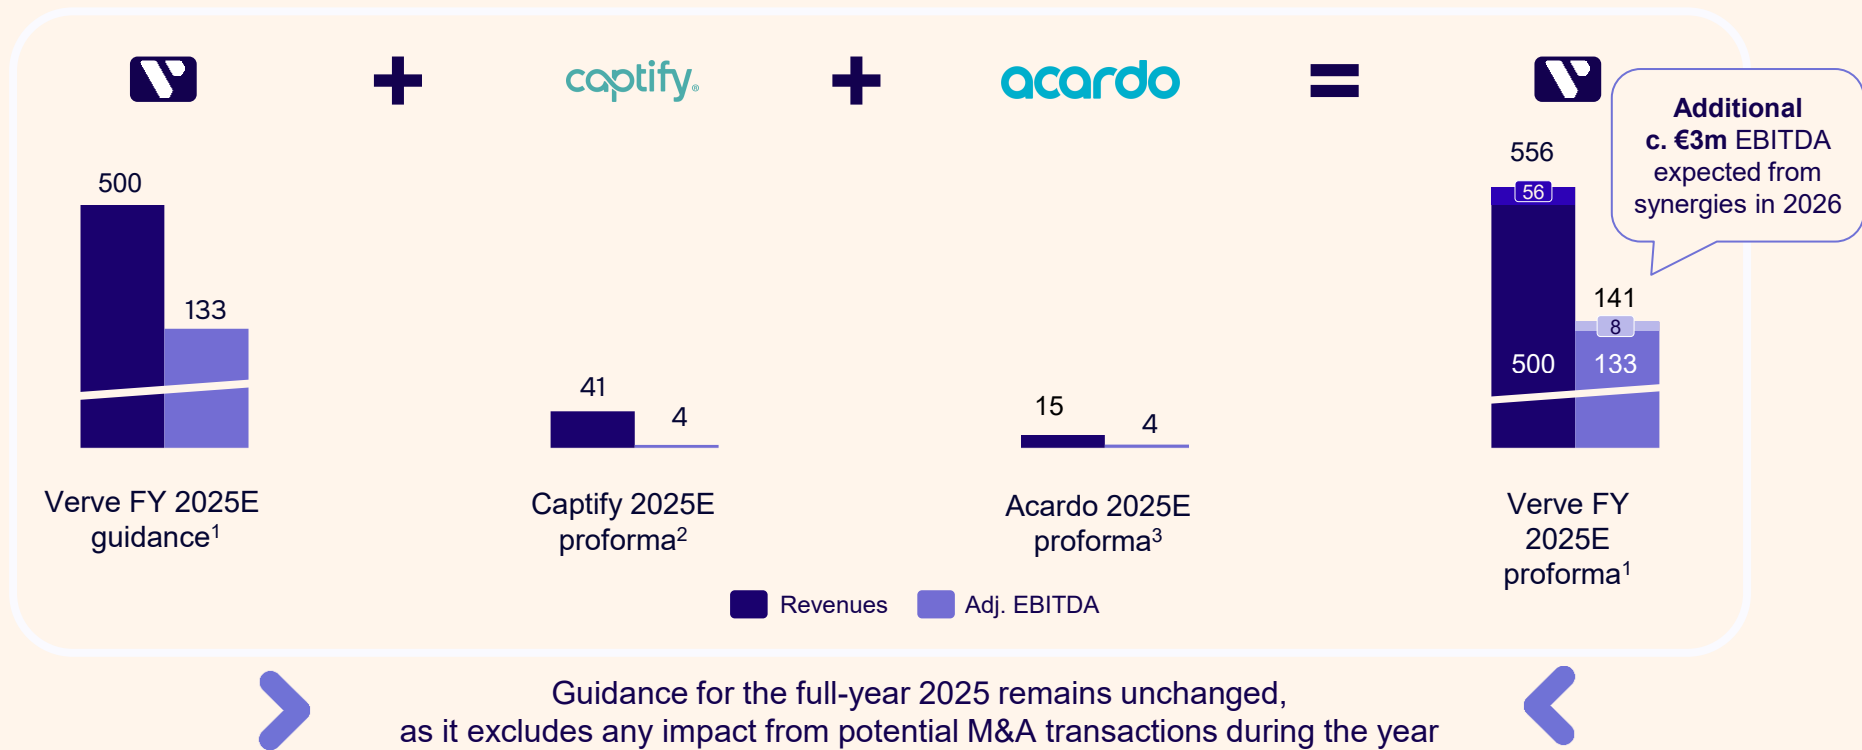 captify®
acardo
Additional
c. €3m EBITDA
expected from
synergies in 2026
500
133
41
4
15
4
556
56
141
8
500
133
Verve FY 2025E
guidance¹
Captify 2025E
proforma²
Acardo 2025E
proforma³
Verve FY
2025E
proforma¹
Revenues
Adj. EBITDA
Guidance for the full-year 2025 remains unchanged,
as it excludes any impact from potential M&A transactions during the year